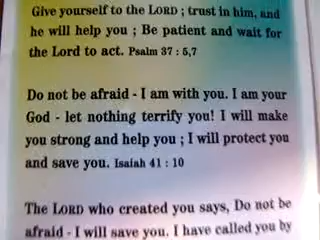 Give yourself to the LORD ; trust in him, and
he will help you ; Be patient and wait for
the Lord to act. Psalm 37 : 5,7
Do not be afraid - I am with you. I am your
God - let nothing terrify you! I will make
you strong and help you ; I will protect you
and save you. Isaiah 41 : 10
The LORD who created you says, Do not be
afraid - I will save you. I have called you by